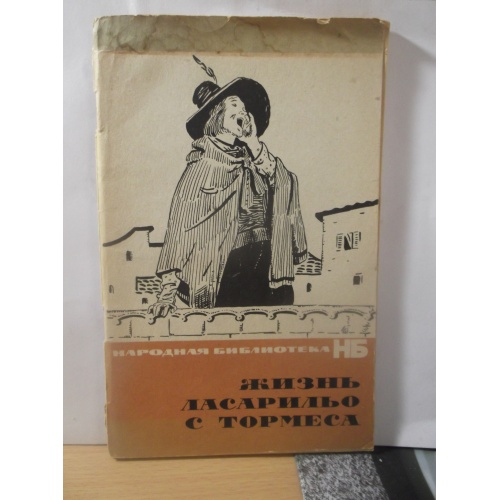 НАРОДНАЯ БИБЛИОТЕКА НБ
ЖИЗНЬ
ЛАСАРИЛЬО
С ТОРМЕСА